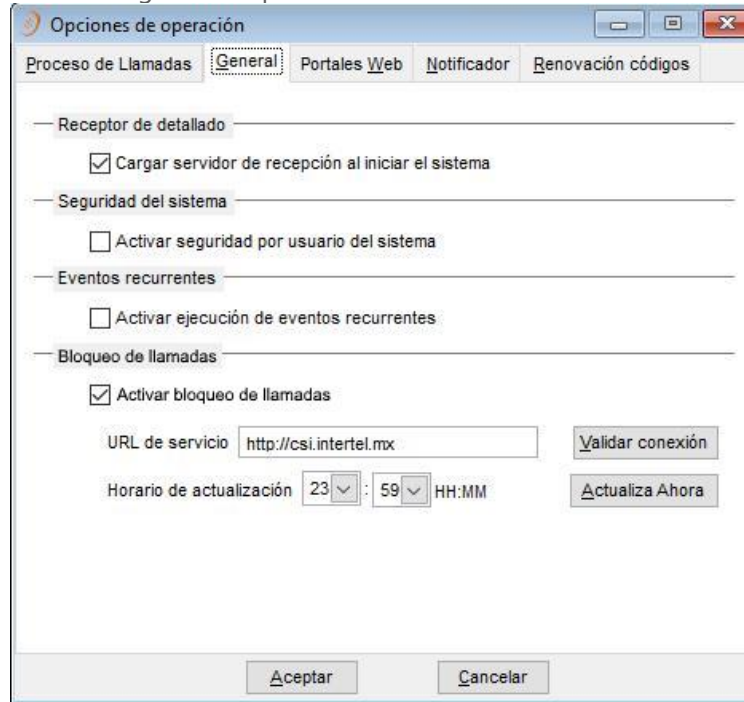 Opciones de operación
Proceso de Llamadas General Portales Web Notificador Renovación códigos
Receptor de detallado
Cargar servidor de recepción al iniciar el sistema
Seguridad del sistema
Activar seguridad por usuario del sistema
Eventos recurrentes
Activar ejecución de eventos recurrentes
Bloqueo de llamadas
Activar bloqueo de llamadas
URL de servicio http://csi.intertel.mx Validar conexión
Horario de actualización 23 : 59 HH:MM Actualiza Ahora
Aceptar Cancelar